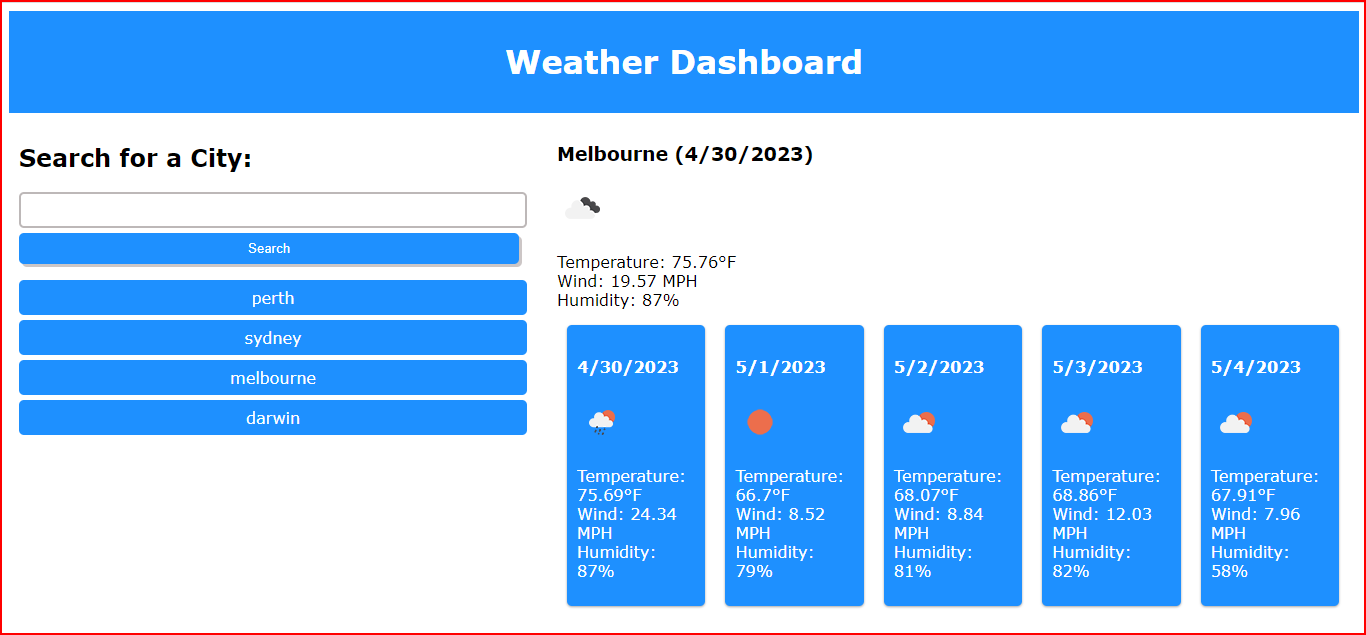 Weather Dashboard
Search for a City:
Search
perth
sydney
melbourne
darwin
Melbourne (4/30/2023)
Temperature: 75.76°F
Wind: 19.57 MPH
Humidity: 87%
4/30/2023
Temperature:
75.69°F
Wind: 24.34
MPH
Humidity:
87%
5/1/2023
Temperature:
66.7°F
Wind: 8.52
MPH
Humidity:
79%
5/2/2023
Temperature:
68.07°F
Wind: 8.84
MPH
Humidity:
81%
5/3/2023
Temperature:
68.86°F
Wind: 12.03
MPH
Humidity:
82%
5/4/2023
Temperature:
67.91°F
Wind: 7.96
MPH
Humidity:
58%